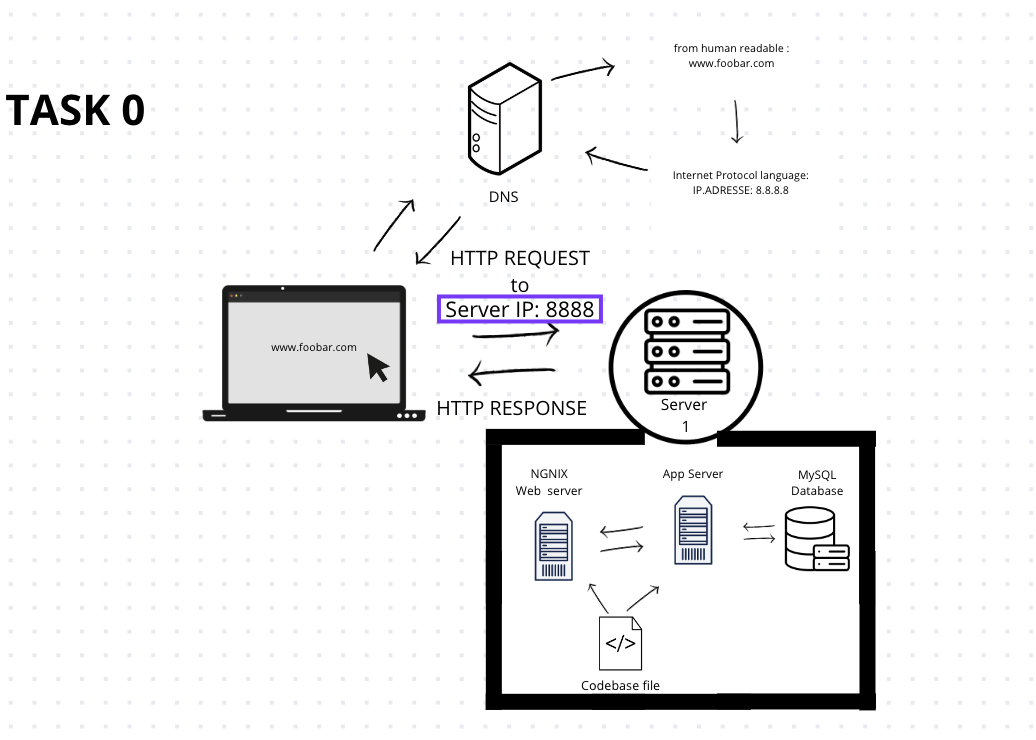 TASK 0
from human readable :
www.foobar.com
Internet Protocol language:
IP.ADRESSE: 8.8.8.8
DNS
HTTP REQUEST
to
Server IP: 8888
www.foobar.com
HTTP RESPONSE
Server
1
NGNIX
Web server
App Server
MySQL
Database
</>
Codebase file